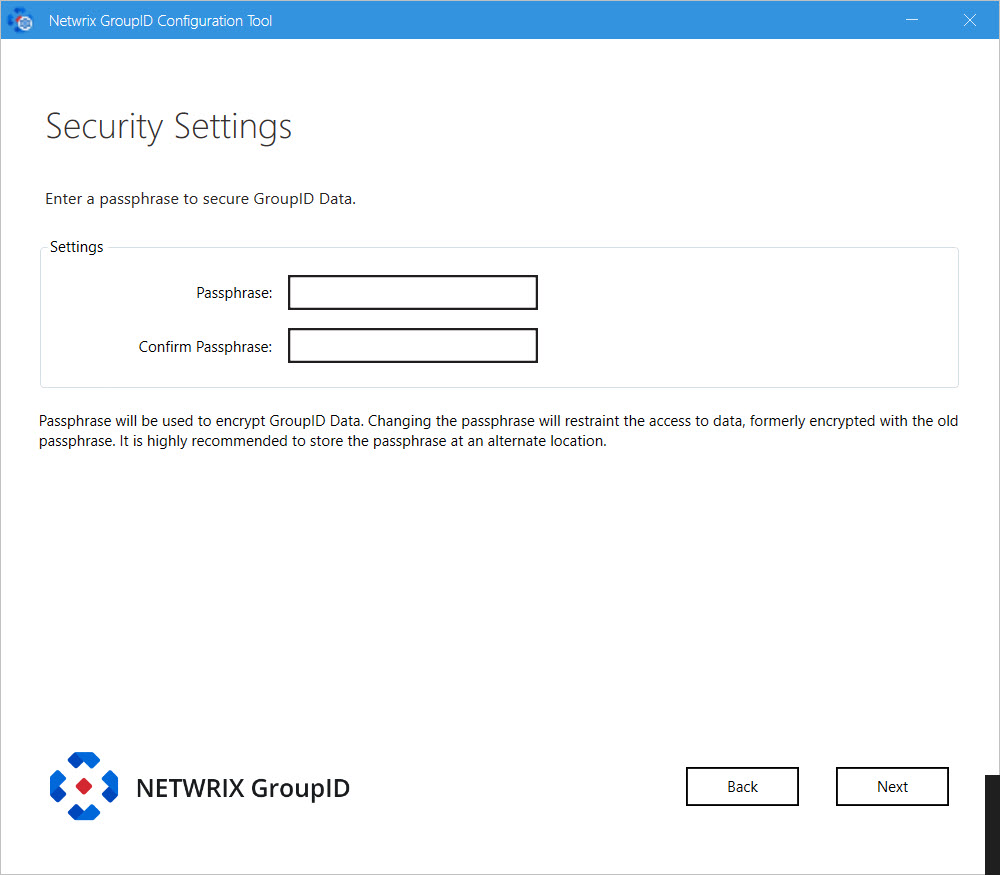 Netwrix GroupID Configuration Tool
Security Settings
Enter a passphrase to secure GroupID Data.
Settings
Passphrase:
Confirm Passphrase:
Passphrase will be used to encrypt GroupID Data. Changing the passphrase will restraint the access to data, formerly encrypted with the old
passphrase. It is highly recommended to store the passphrase at an alternate location.
NETWRIX GroupID
Back
Next